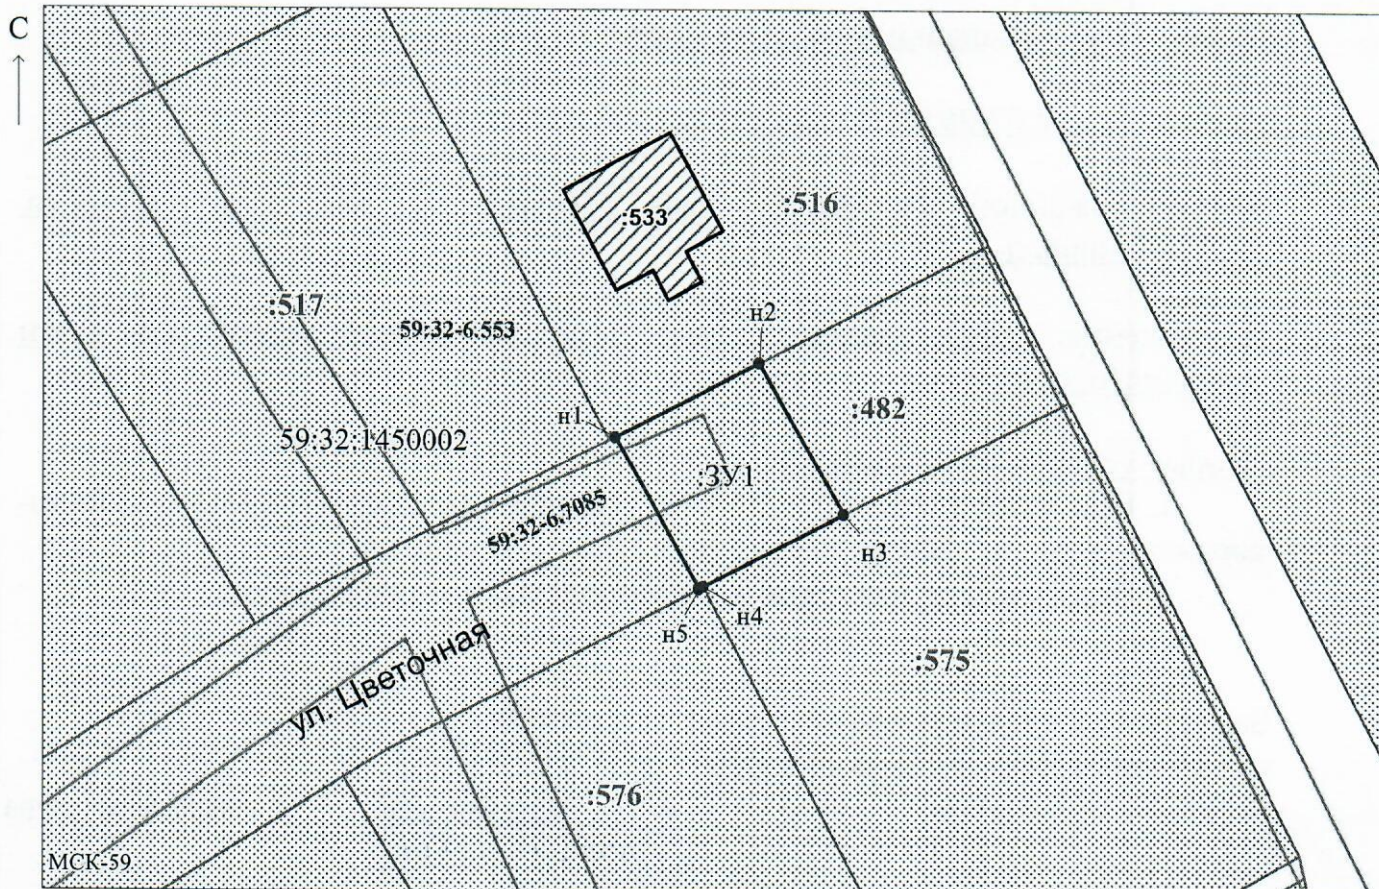 С
:533
:516
:517
59:32-6.553
н2
:482
н1
59:32:1450002
:ЗУ1
59:32-6.7085
н3
н4
н5
ул. Цветочная
:575
:576
МСК-59